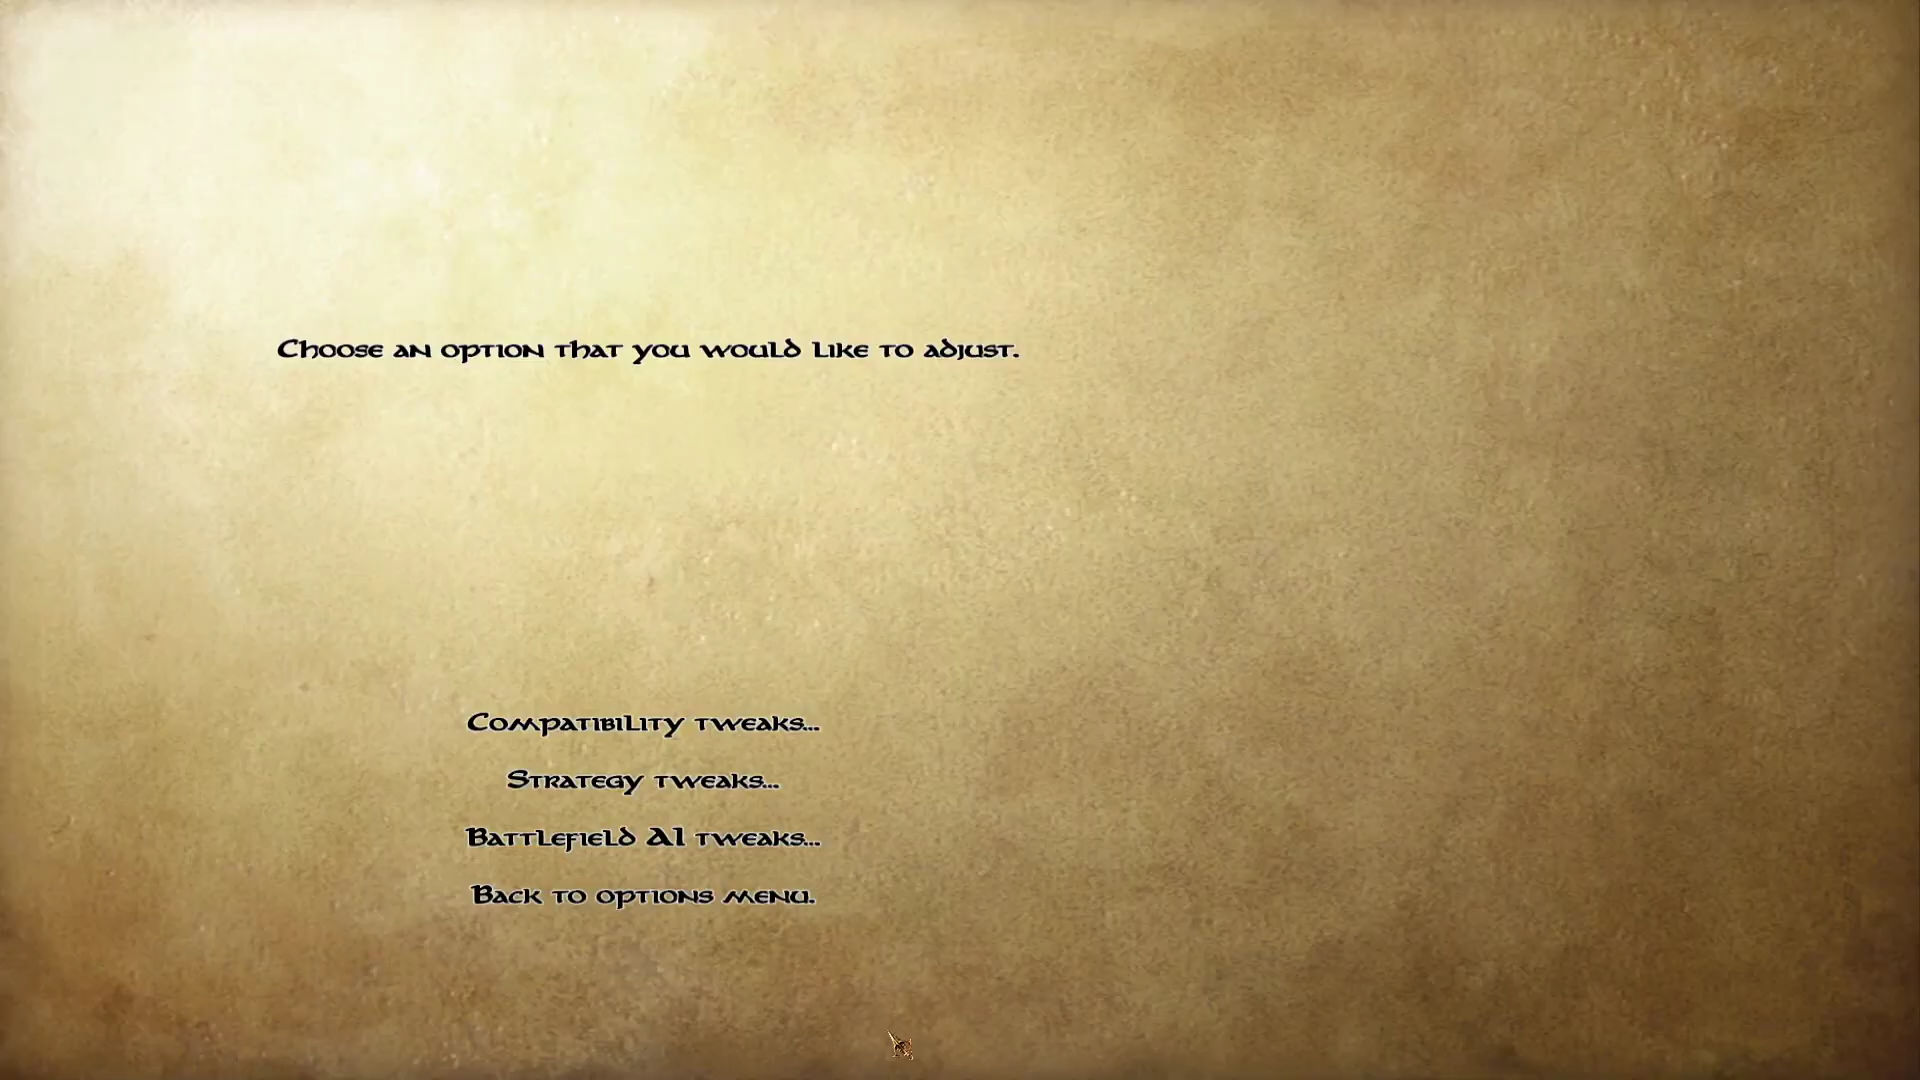 Choose an option that you would like to adjust.
Compatibility tweaks...
Strategy tweaks...
Battlefield AI tweaks...
Back to options menu.